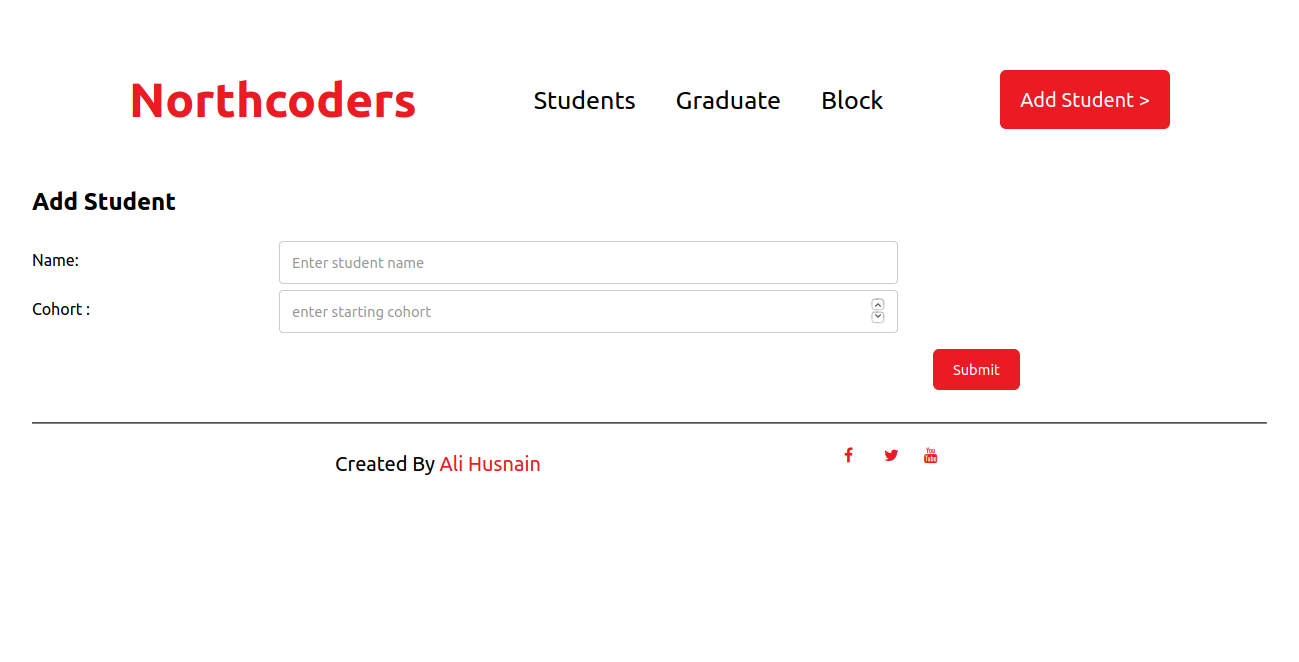 Northcoders
Students Graduate Block
Add Student >
Add Student
Name:
Enter student name
Cohort :
enter starting cohort
Submit
Created By Ali Husnain
You Tube